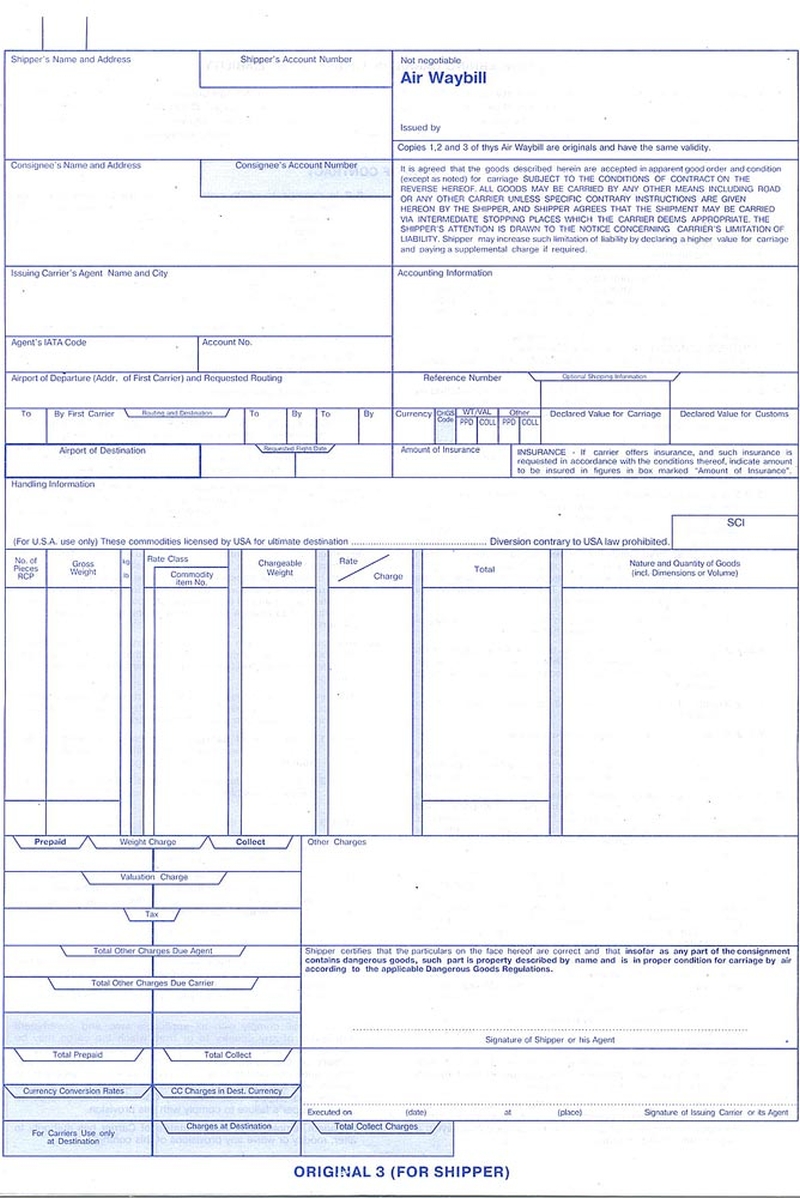 Shipper's Name and Address
Shipper's Account Number
Not negotiable
Air Waybill
Issued by
Copies 1,2 and 3 of thys Air Waybill are originals and have the same validity.
Consignee's Name and Address
Consignee's Account Number
It is agreed that the goods described herein are accepted in apparent good order and condition
(except as noted) for carriage SUBJECT TO THE CONDITIONS OF CONTRACT ON THE
REVERSE HEREOF. ALL GOODS MAY BE CARRIED BY ANY OTHER MEANS INCLUDING ROAD
OR ANY OTHER CARRIER UNLESS SPECIFIC CONTRARY INSTRUCTIONS ARE GIVEN
HEREON BY THE SHIPPER, AND SHIPPER AGREES THAT THE SHIPMENT MAY BE CARRIED
VIA INTERMEDIATE STOPPING PLACES WHICH THE CARRIER DEEMS APPROPRIATE. THE
SHIPPER'S ATTENTION IS DRAWN TO THE NOTICE CONCERNING CARRIER'S LIMITATION OF
LIABILITY. Shipper may increase such limitation of liability by declaring a higher value for carriage
and paying a supplemental charge if required.
Issuing Carrier's Agent Name and City
Accounting Information
Agent's IATA Code
Account No.
Airport of Departure (Addr. of First Carrier) and Requested Routing
Reference Number
Optional Shipping Information
To
By First Carrier
Routing and Destination
To
By
To
By
Currency
CHGS
Code
WT/VAL
PPD
COLL
Other
PPD
COLL
Declared Value for Carriage
Declared Value for Customs
Airport of Destination
Requested Flight Date
Amount of Insurance
INSURANCE - If carrier offers insurance, and such insurance is
requested in accordance with the conditions thereof, indicate amount
to be insured in figures in box marked "Amount of Insurance".
Handling Information
SCI
(For U.S.A. use only) These commodities licensed by USA for ultimate destination ........................................ Diversion contrary to USA law prohibited.
No. of
Pieces
RCP
Gross
Weight
kg
lb
Rate Class
Commodity
item No.
Chargeable
Weight
Rate
Charge
Total
Nature and Quantity of Goods
(incl. Dimensions or Volume)
Prepaid
Weight Charge
Collect
Other Charges
Valuation Charge
Tax
Total Other Charges Due Agent
Shipper certifies that the particulars on the face hereof are correct and that insofar as any part of the consignment
contains dangerous goods, such part is property described by name and is in proper condition for carriage by air
according to the applicable Dangerous Goods Regulations.
Total Other Charges Due Carrier
Signature of Shipper or his Agent
Total Prepaid
Total Collect
Currency Conversion Rates
CC Charges in Dest. Currency
Executed on (date) at (place) Signature of Issuing Carrier or its Agent
For Carriers Use only
at Destination
Charges at Destination
Total Collect Charges
ORIGINAL 3 (FOR SHIPPER)